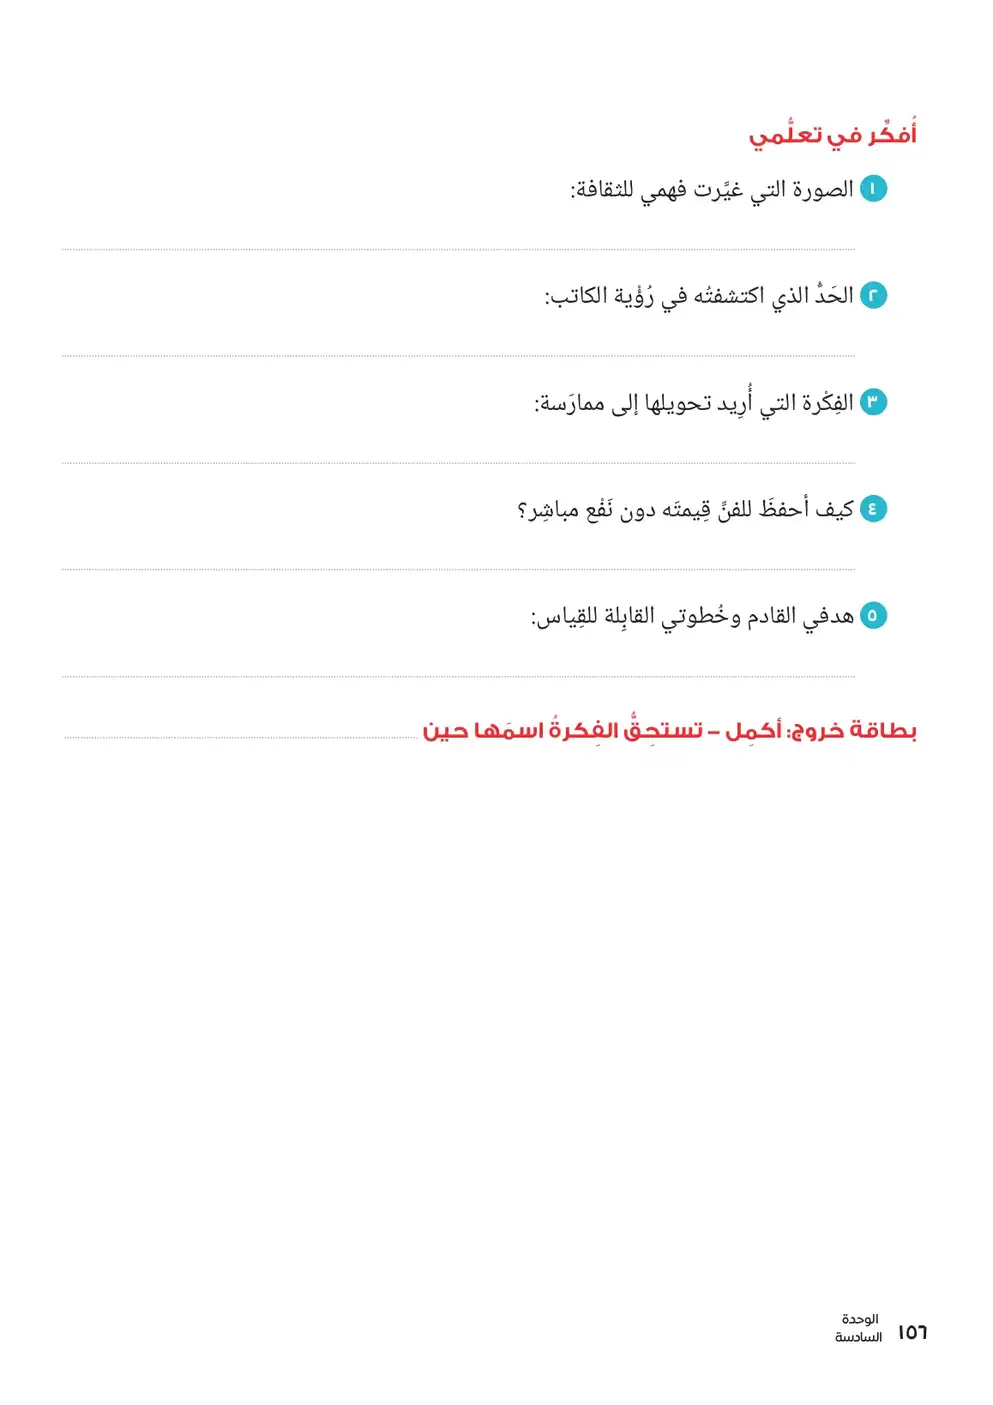 أُفكِّر في تعلُّمي
١ الصورة التي غيَّرت فهمي للثقافة:
٢ الحَدُّ الذي اكتشفتُه في رُؤْية الكاتب:
٣ الفِكْرة التي أُرِيد تحويلها إلى ممارَسة:
٤ كيف أحفظَ للفنِّ قِيمتَه دون نَفْع مباشِر؟
٥ هدفي القادم وخُطوتي القابِلة للقِياس:
بطاقة خروج: أكمِل – تستحِقُّ الفِكرةُ اسمَها حين
الوحدة
السادسة
١٥٦